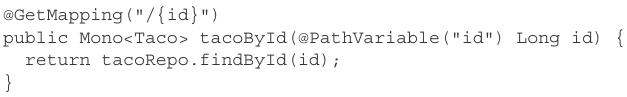 @GetMapping("/{id}")
public Mono<Taco> tacoById(@PathVariable("id") Long id) {
  return tacoRepo.findById(id);
}